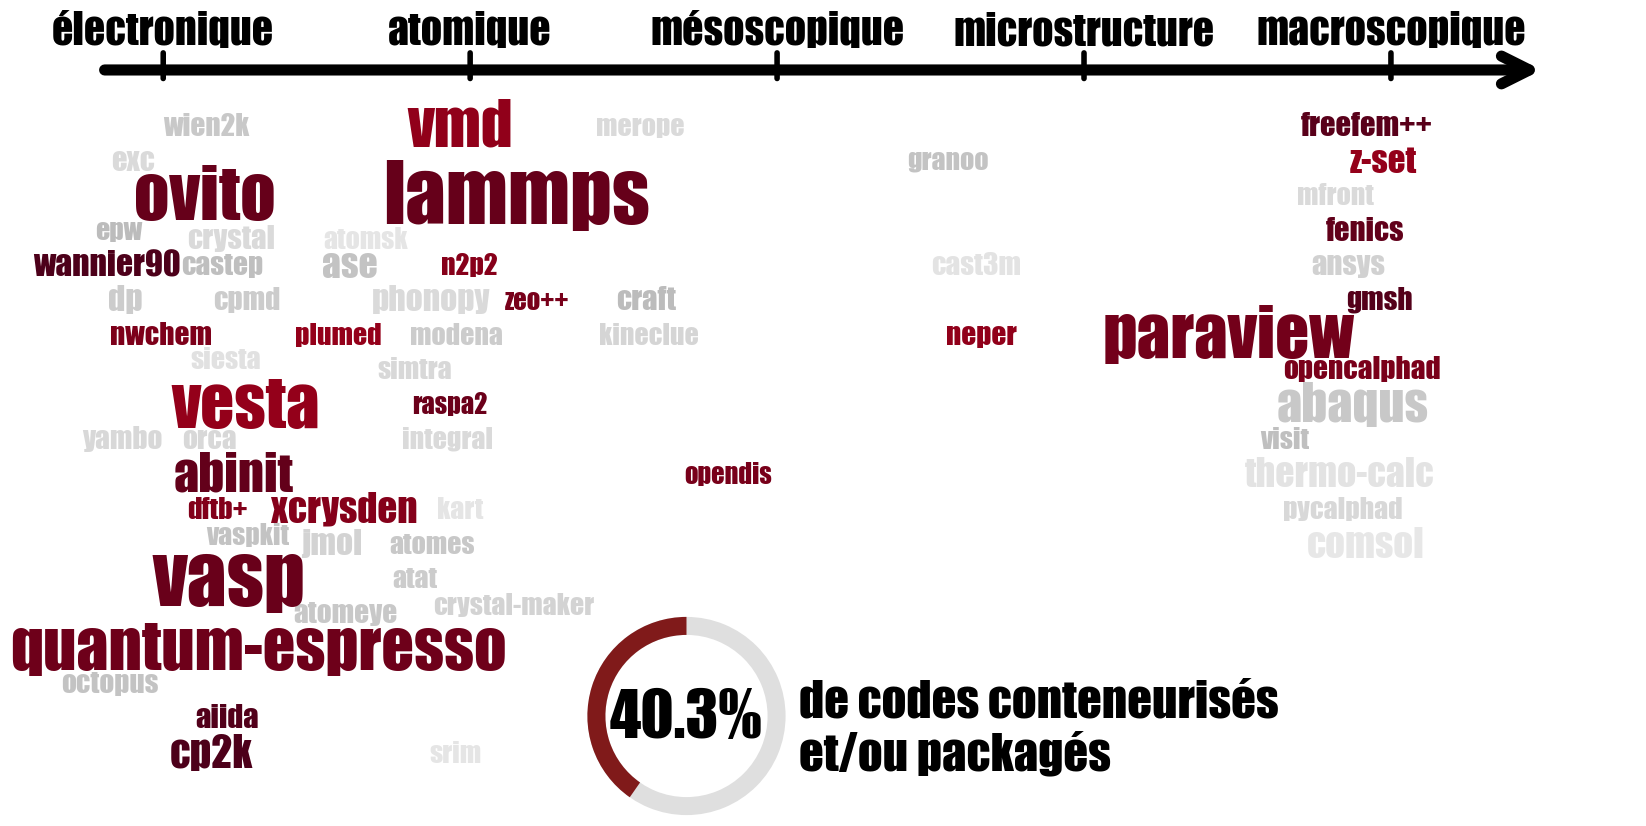 électronique atomique mésoscopique microstructure macroscopique
wien2k
exc
ovito
epw
crystal
wannier90
castep
dp
cpmd
nwchem
siesta
vesta
yambo
orca
abinit
dftb+
xcrysden
vaspkit
jmol
vasp
atomeye
quantum-espresso
octopus
aiida
cp2k
vmd
lammps
atomsk
ase
n2p2
phonopy
zeo++
plumed
modena
simtra
raspa2
integral
kart
atomes
atat
crystal-maker
srim
merope
craft
kineclue
opendis
granoo
cast3m
neper
freefem++
z-set
mfront
fenics
ansys
gmsh
paraview
opencalphad
abaqus
visit
thermo-calc
pycalphad
comsol
40.3%
de codes conteneurisés
et/ou packagés